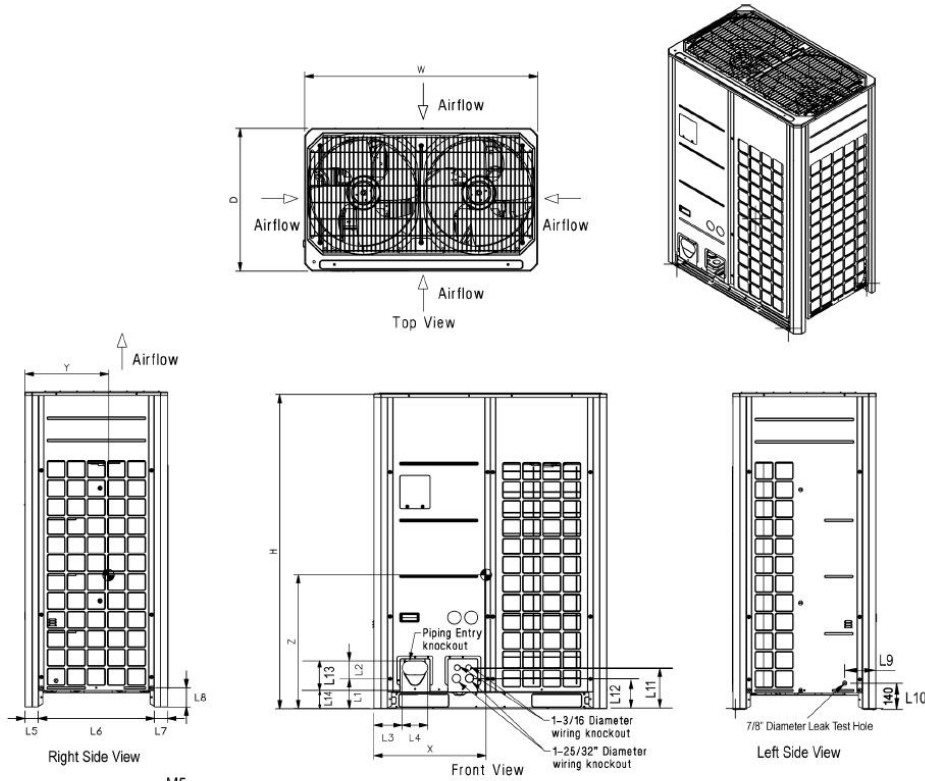 W
Airflow
D
Airflow
Airflow
Airflow
Top View
Airflow
Y
L8
L5
L6
L7
Right Side View
H
Z
Piping Entry
knockout
L13
L2
L14
L1
L3
L4
X
L12
L11
1-3/16 Diameter
wiring knockout
1-25/32" Diameter
wiring knockout
Front View
L9
140
L10
7/8" Diameter Leak Test Hole
Left Side View